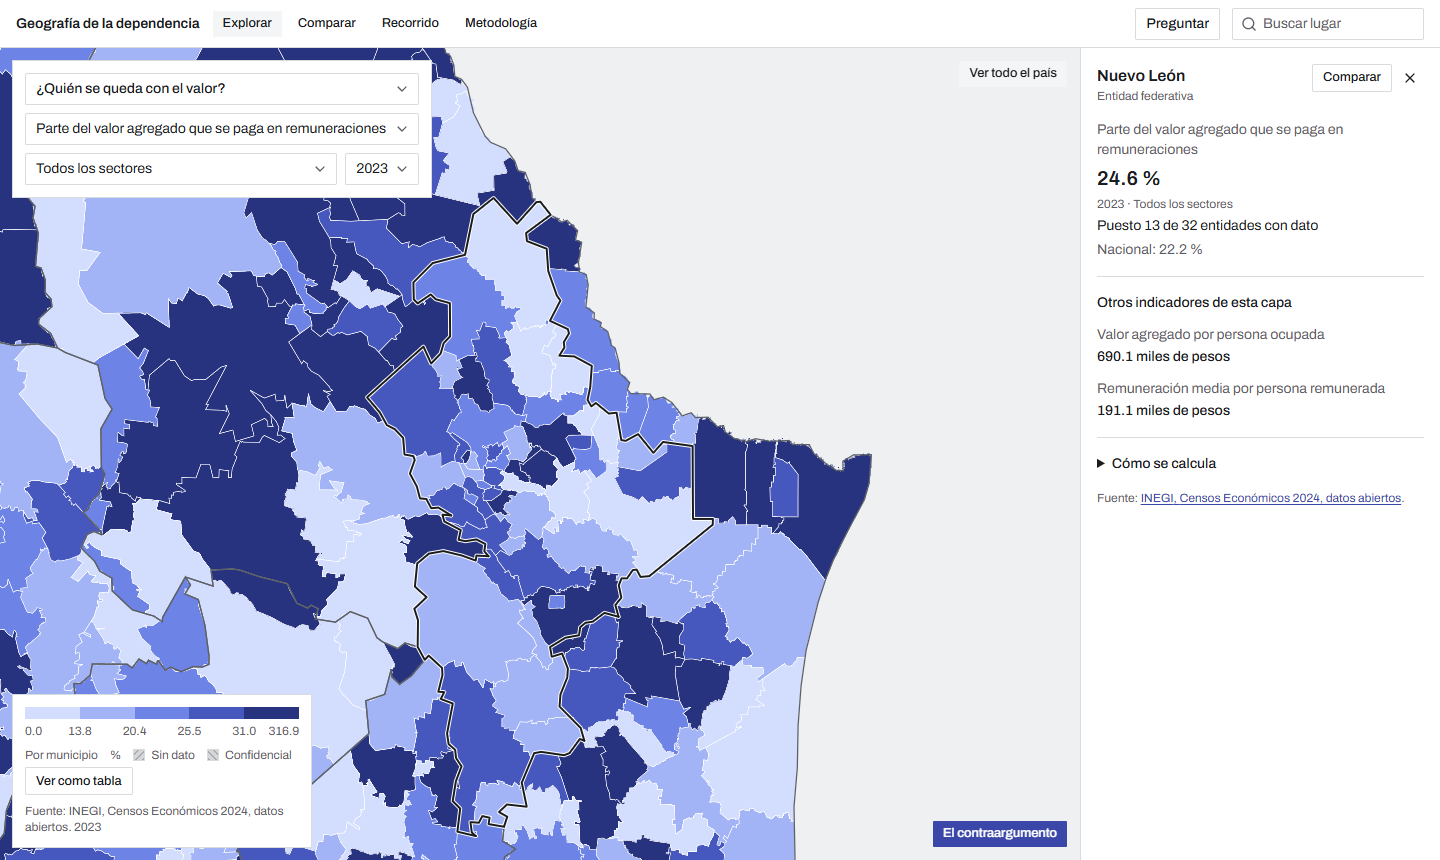 Geografía de la dependencia
Explorar
Comparar
Recorrido
Metodología
Preguntar
Buscar lugar
¿Quién se queda con el valor?
Parte del valor agregado que se paga en remuneraciones
Todos los sectores
2023
Ver todo el país
Nuevo León
Entidad federativa
Comparar
Parte del valor agregado que se paga en
remuneraciones
24.6 %
2023 · Todos los sectores
Puesto 13 de 32 entidades con dato
Nacional: 22.2 %
Otros indicadores de esta capa
Valor agregado por persona ocupada
690.1 miles de pesos
Remuneración media por persona remunerada
191.1 miles de pesos
Cómo se calcula
Fuente: INEGI, Censos Económicos 2024, datos abiertos.
0.0 13.8 20.4 25.5 31.0 316.9
Por municipio % Sin dato Confidencial
Ver como tabla
Fuente: INEGI, Censos Económicos 2024, datos
abiertos. 2023
El contraargumento